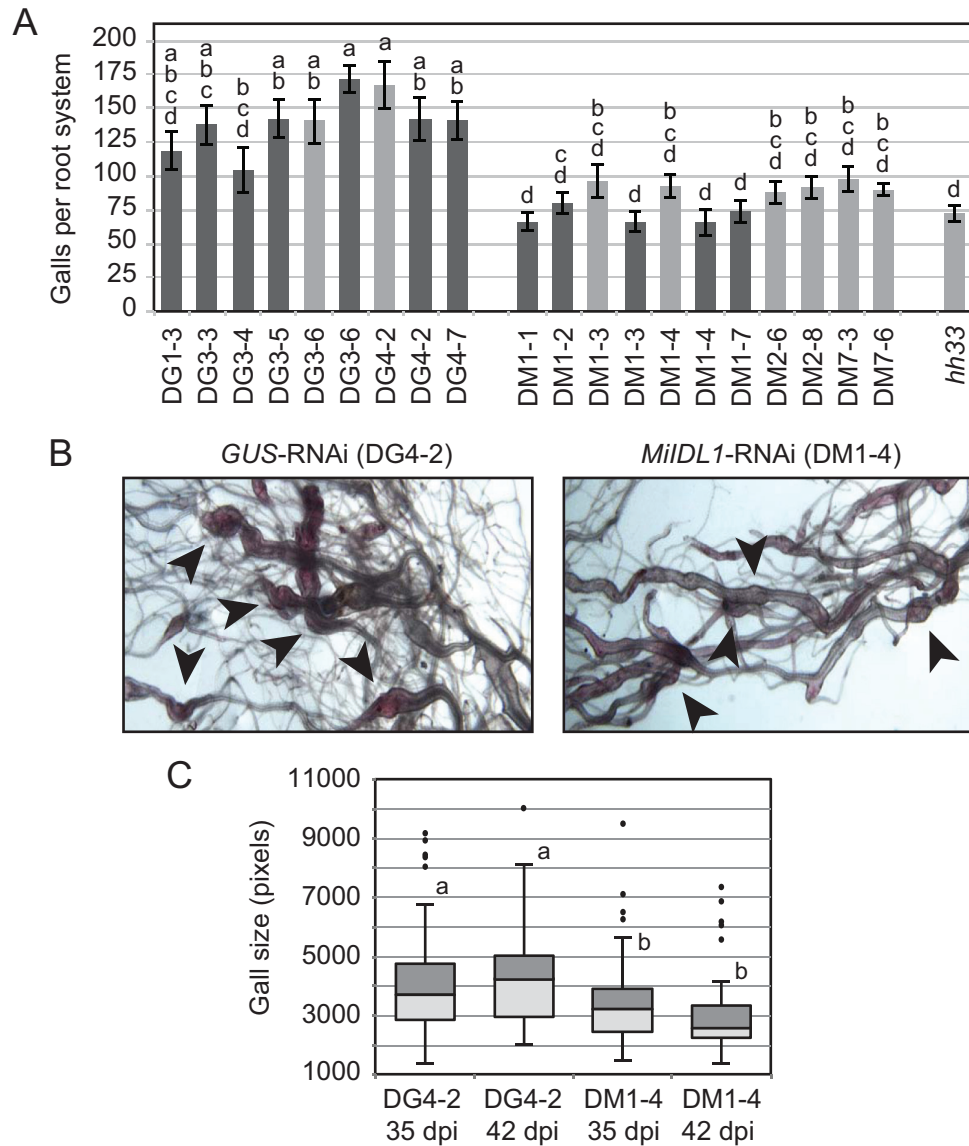 A
Galls per root system
200
175
150
125
100
75
50
25
0
a b c d
a b c
b c d
a b
a b
a
a
a b
a b
d
c d
b c d
d
b c d
d
d
b c d
b c d
b c d
b c d
d
DG1-3
DG3-3
DG3-4
DG3-5
DG3-6
DG3-6
DG4-2
DG4-2
DG4-7
DM1-1
DM1-2
DM1-3
DM1-3
DM1-4
DM1-4
DM1-7
DM2-6
DM2-8
DM7-3
DM7-6
hh33
B
GUS-RNAi (DG4-2)
MiIDL1-RNAi (DM1-4)
C
Gall size (pixels)
11000
9000
7000
5000
3000
1000
a
a
b
b
DG4-2
35 dpi
DG4-2
42 dpi
DM1-4
35 dpi
DM1-4
42 dpi